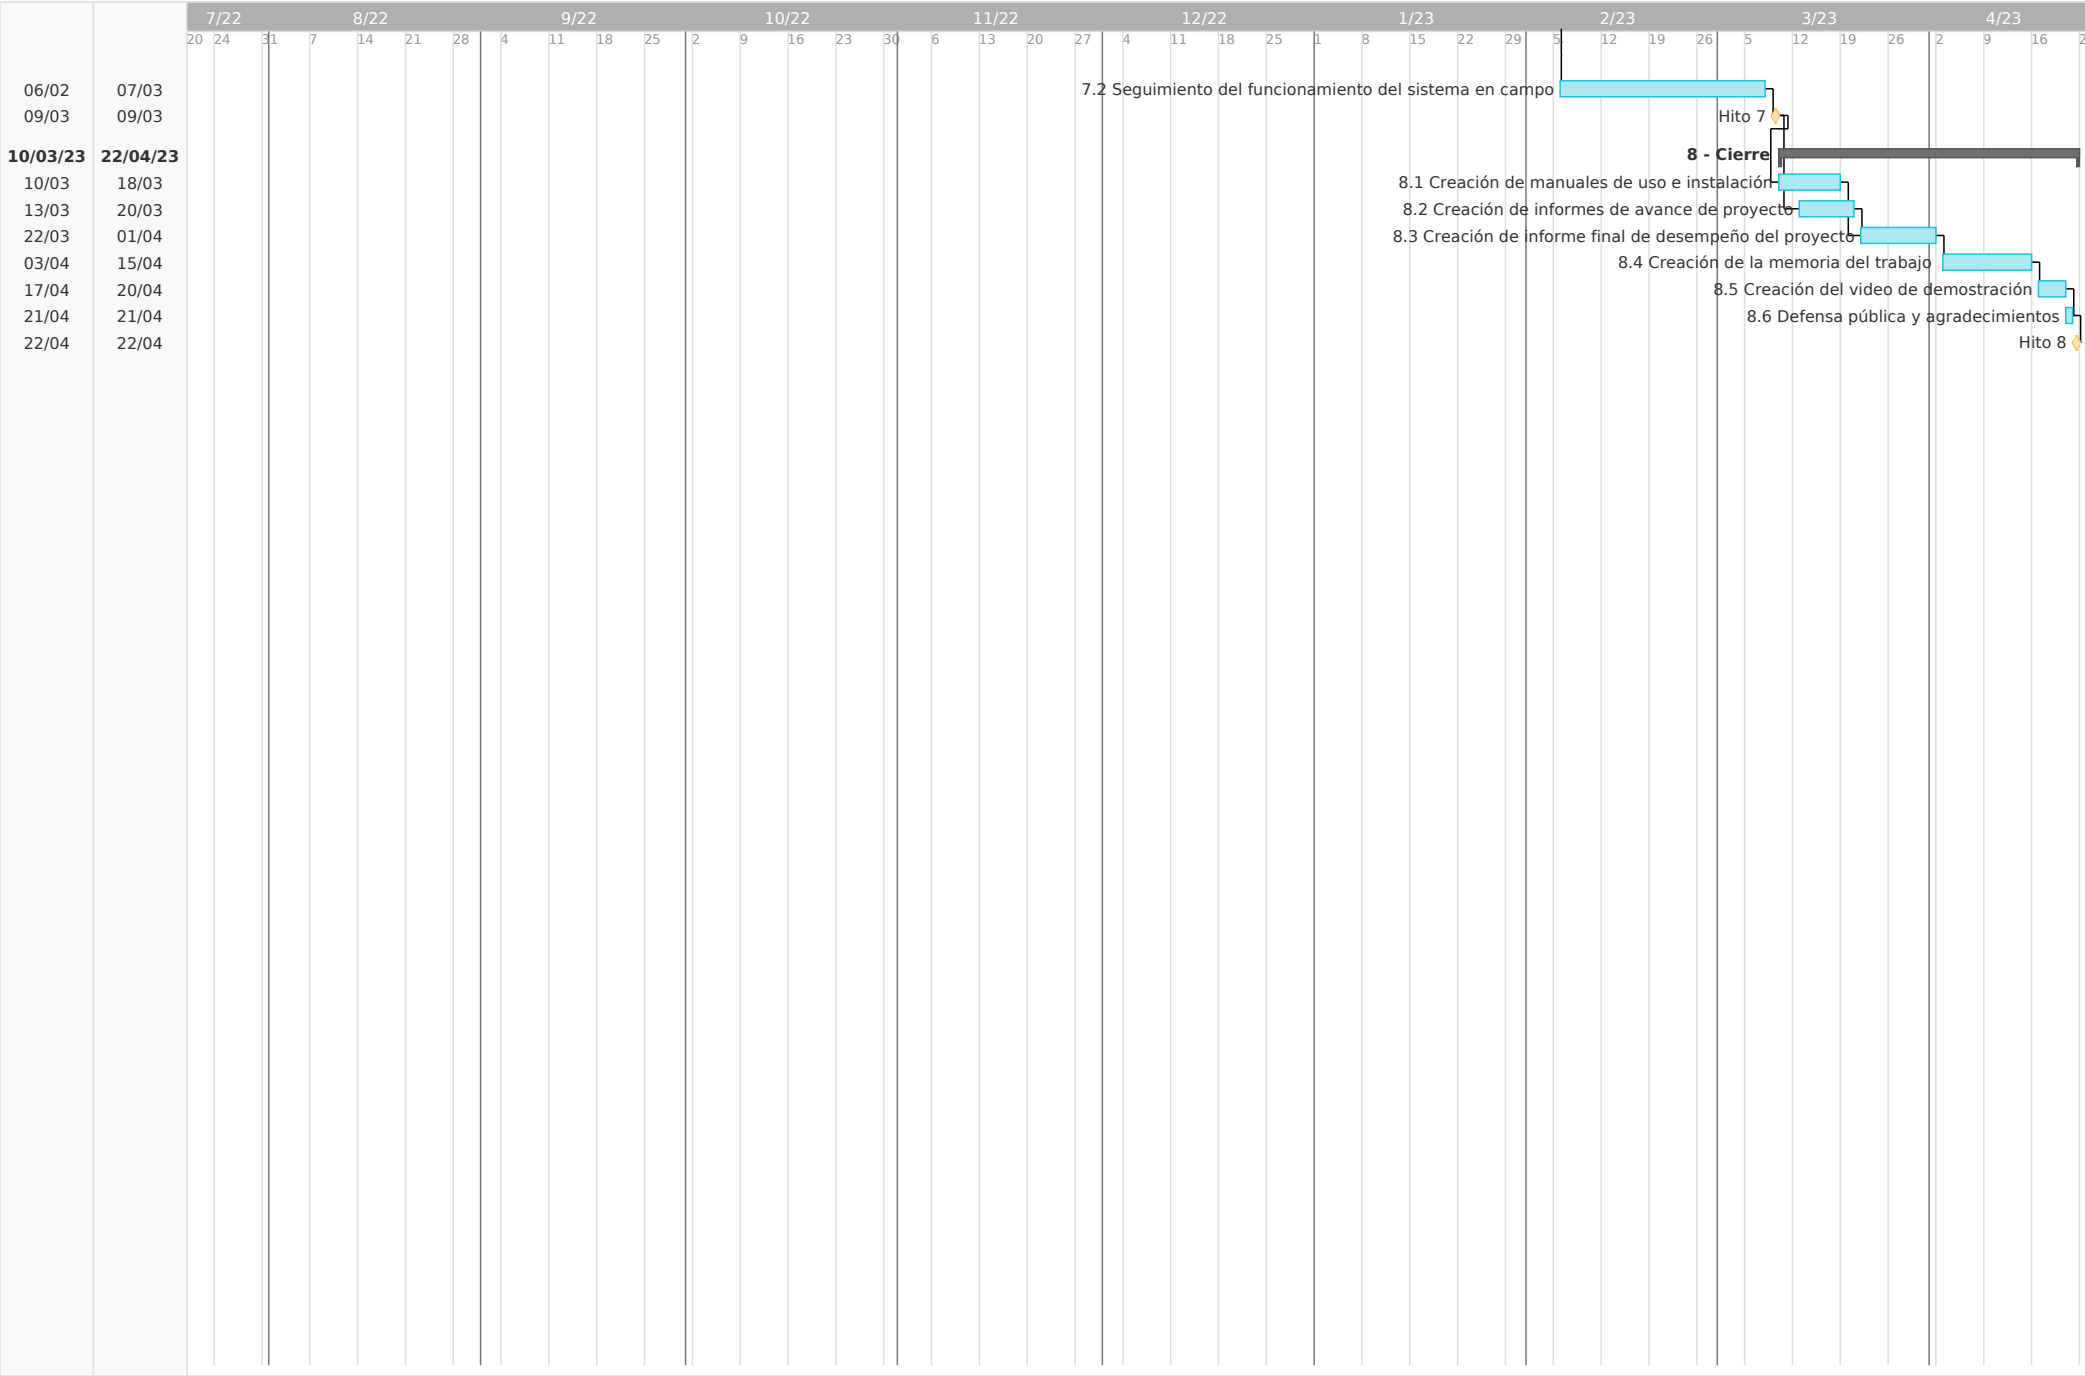 7/22 8/22 9/22 10/22 11/22 12/22 1/23 2/23 3/23 4/23
20 24 31 7 14 21 28 4 11 18 25 2 9 16 23 30 6 13 20 27 4 11 18 25 1 8 15 22 29 5 12 19 26 5 12 19 26 2 9 16
06/02 07/03 7.2 Seguimiento del funcionamiento del sistema en campo
09/03 09/03 Hito 7
10/03/23 22/04/23 8 - Cierre
10/03 18/03 8.1 Creación de manuales de uso e instalación
13/03 20/03 8.2 Creación de informes de avance de proyecto
22/03 01/04 8.3 Creación de informe final de desempeño del proyecto
03/04 15/04 8.4 Creación de la memoria del trabajo
17/04 20/04 8.5 Creación del video de demostración
21/04 21/04 8.6 Defensa pública y agradecimientos
22/04 22/04 Hito 8